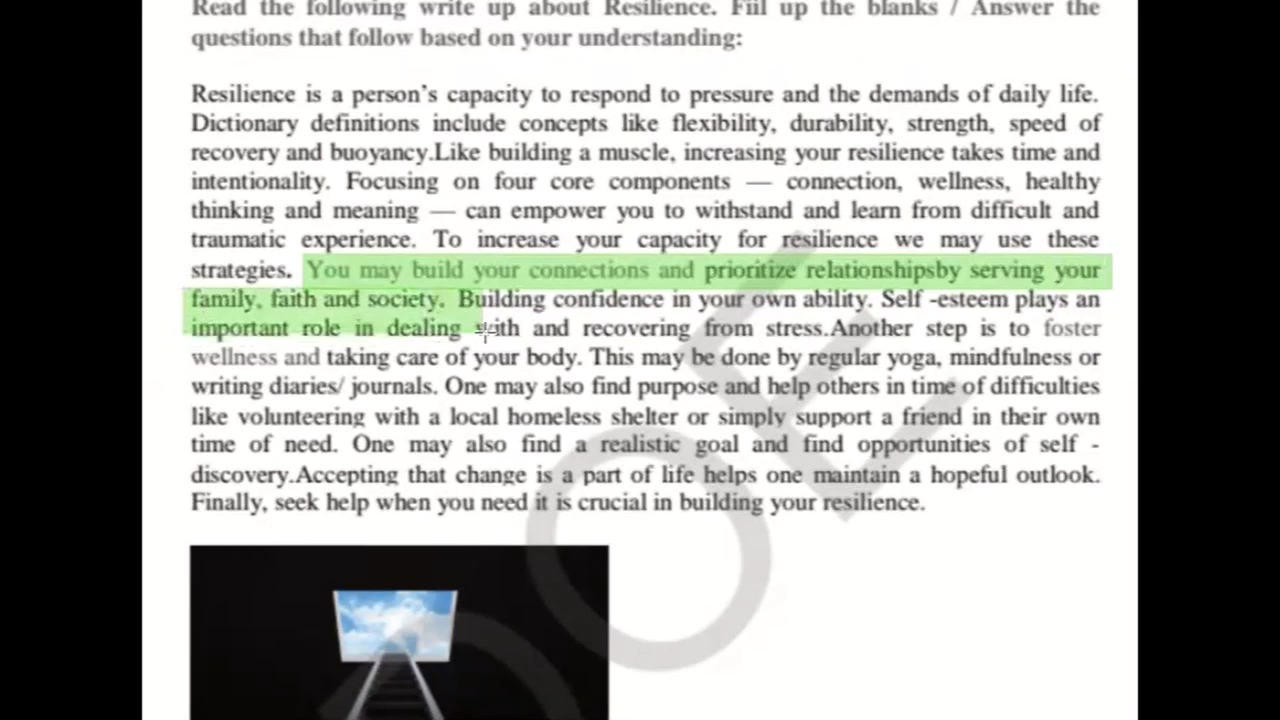 Read the following write up about Resilience. Fill up the blanks / Answer the
questions that follow based on your understanding:
Resilience is a person’s capacity to respond to pressure and the demands of daily life.
Dictionary definitions include concepts like flexibility, durability, strength, speed of
recovery and buoyancy.Like building a muscle, increasing your resilience takes time and
intentionality. Focusing on four core components — connection, wellness, healthy
thinking and meaning — can empower you to withstand and learn from difficult and
traumatic experience. To increase your capacity for resilience we may use these
strategies. You may build your connections and prioritize relationshipsby serving your
family, faith and society. Building confidence in your own ability. Self -esteem plays an
important role in dealing with and recovering from stress.Another step is to foster
wellness and taking care of your body. This may be done by regular yoga, mindfulness or
writing diaries/ journals. One may also find purpose and help others in time of difficulties
like volunteering with a local homeless shelter or simply support a friend in their own
time of need. One may also find a realistic goal and find opportunities of self -
discovery.Accepting that change is a part of life helps one maintain a hopeful outlook.
Finally, seek help when you need it is crucial in building your resilience.